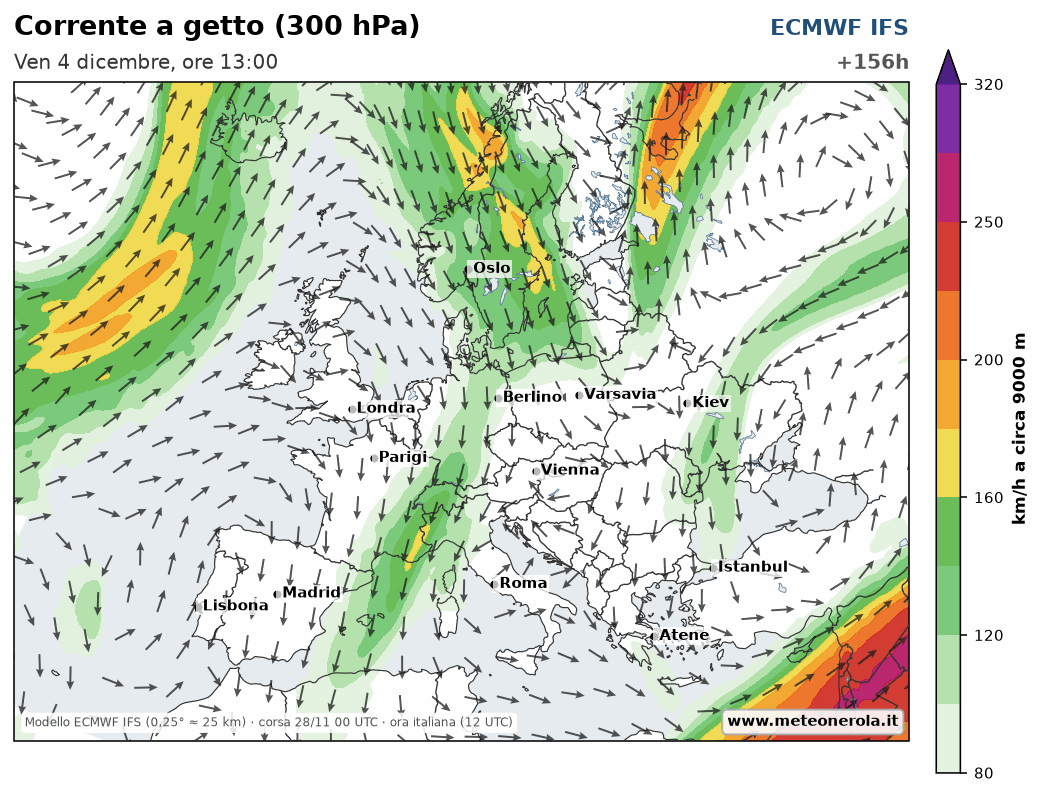 Corrente a getto (300 hPa)
ECMWF IFS
Ven 4 dicembre, ore 13:00
+156h
320
250
200
160
120
80
km/h a circa 9000 m
Oslo
Berlino
Varsavia
Kiev
Londra
Parigi
Vienna
Istanbul
Roma
Madrid
Lisbona
Atene
Modello ECMWF IFS (0,25° ≈ 25 km) · corsa 28/11 00 UTC · ora italiana (12 UTC)
www.meteonerola.it